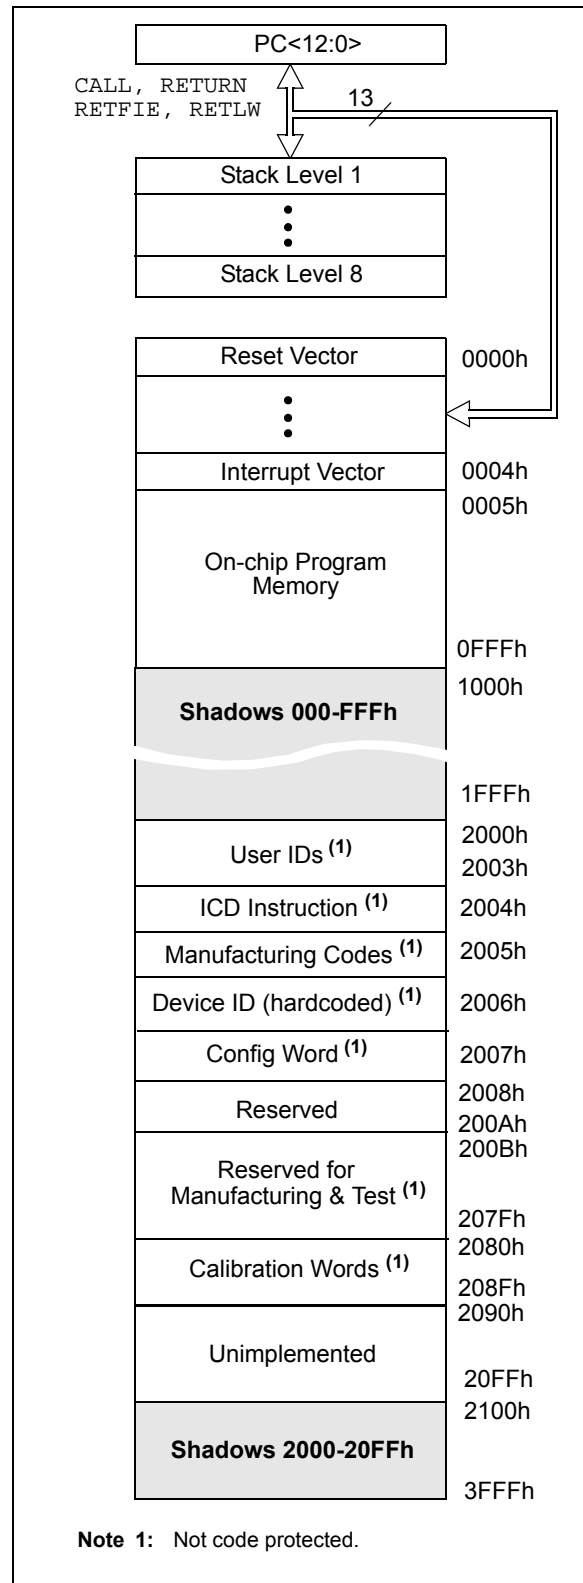 PC<12:0>
CALL, RETURN
RETFIE, RETLW
13
Stack Level 1
Stack Level 8
Reset Vector 0000h
Interrupt Vector 0004h
0005h
On-chip Program
Memory
0FFFh
1000h
Shadows 000-FFFh
1FFFh
2000h
User IDs (1)
2003h
ICD Instruction (1) 2004h
Manufacturing Codes (1) 2005h
Device ID (hardcoded) (1) 2006h
Config Word (1) 2007h
2008h
Reserved
200Ah
200Bh
Reserved for
Manufacturing & Test (1)
207Fh
2080h
Calibration Words (1)
208Fh
2090h
Unimplemented
20FFh
2100h
Shadows 2000-20FFh
3FFFh
Note 1: Not code protected.